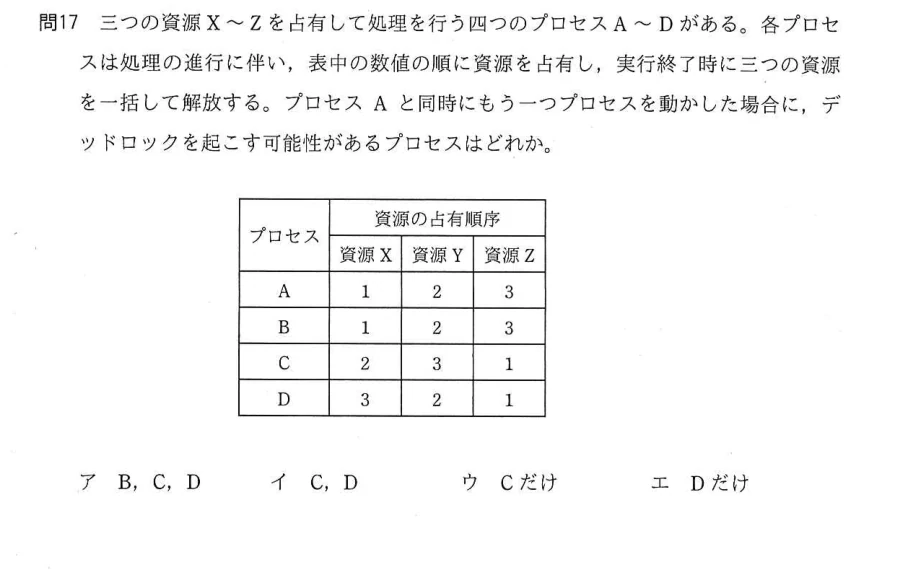 問17 三つの資源 X ～ Z を占有して処理を行う四つのプロセス A ～ D がある。各プロセ
スは処理の進行に伴い，表中の数値の順に資源を占有し，実行終了時に三つの資源
を一括して解放する。プロセス A と同時にもう一つプロセスを動かした場合に，デ
ッドロックを起こす可能性があるプロセスはどれか。
プロセス 資源の占有順序
資源 X 資源 Y 資源 Z
A 1 2 3
B 1 2 3
C 2 3 1
D 3 2 1
ア B，C，D イ C，D ウ Cだけ エ Dだけ